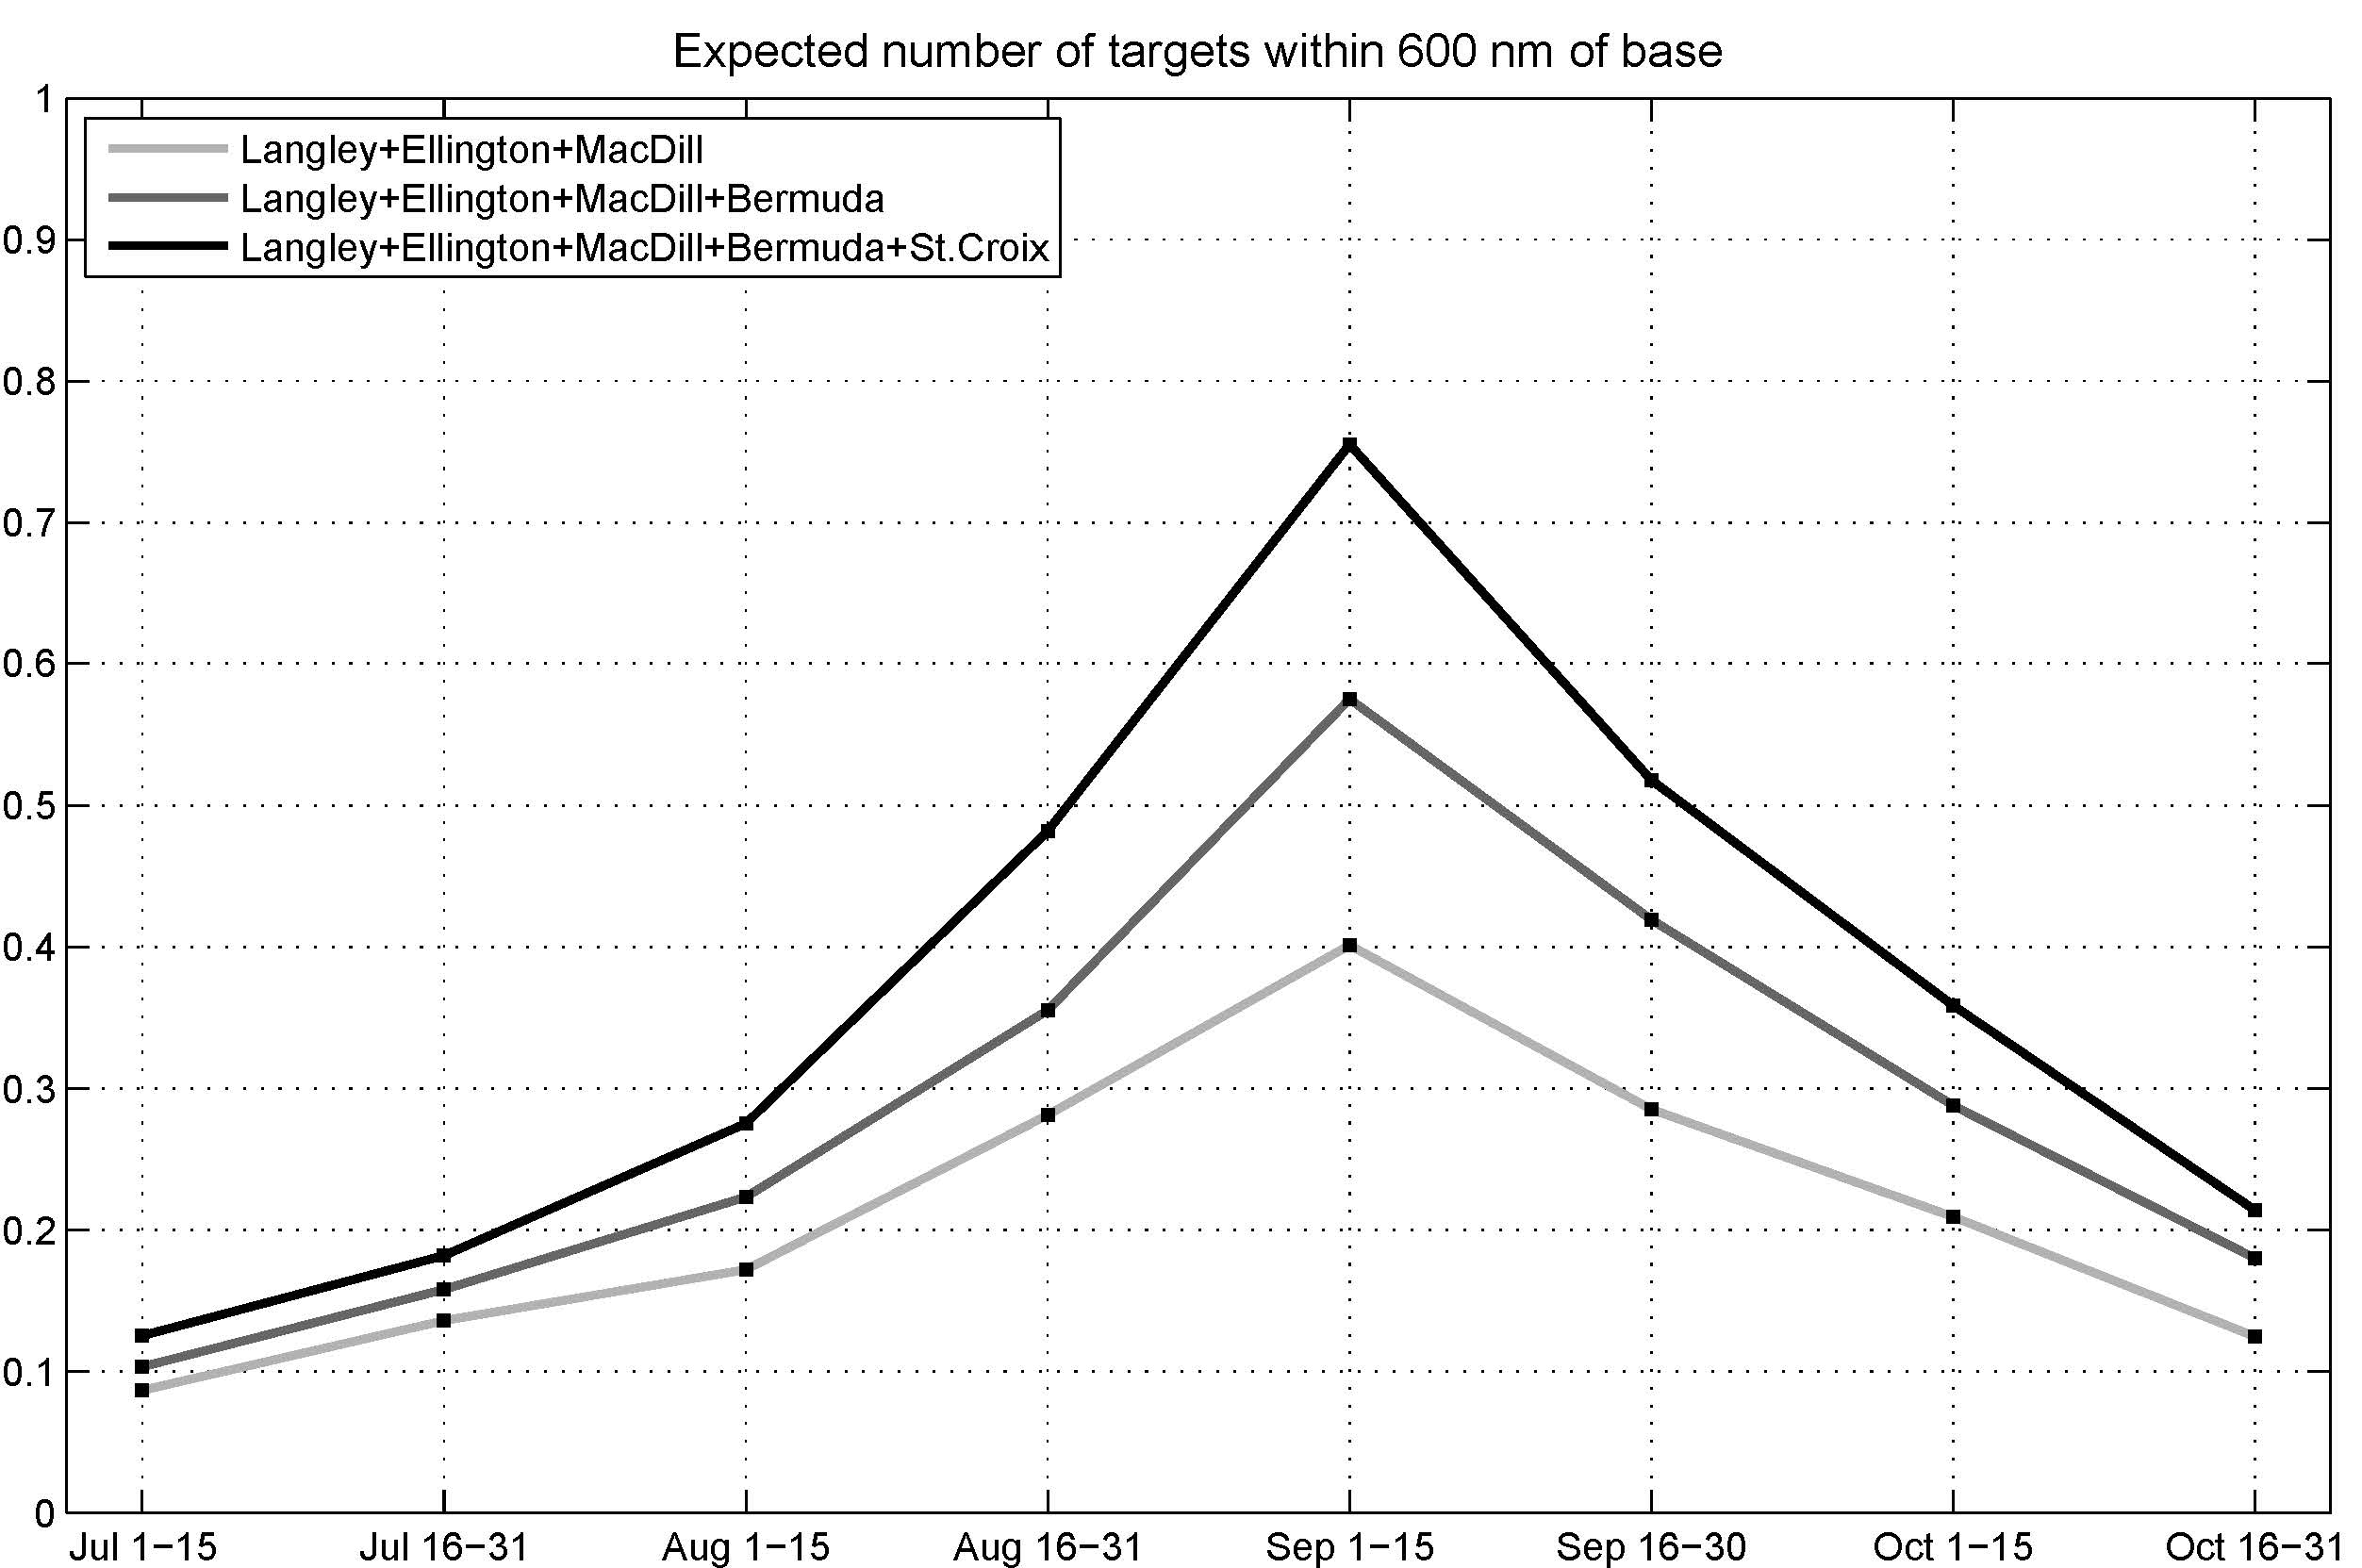 Expected number of targets within 600 nm of base
1
Langley+Ellington+MacDill
Langley+Ellington+MacDill+Bermuda
Langley+Ellington+MacDill+Bermuda+St.Croix
0.9
0.8
0.7
0.6
0.5
0.4
0.3
0.2
0.1
0
Jul 1−15 Jul 16−31 Aug 1−15 Aug 16−31 Sep 1−15 Sep 16−30 Oct 1−15 Oct 16−31